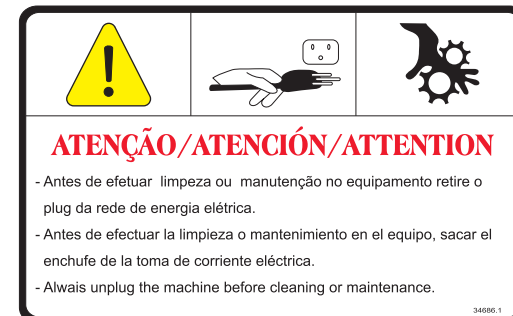 ATENÇÃO/ATENCIÓN/ATTENTION
- Antes de efetuar limpeza ou manutenção no equipamento retire o
plug da rede de energia elétrica.
- Antes de efectuar la limpieza o mantenimiento en el equipo, sacar el
enchufe de la toma de corriente eléctrica.
- Alwais unplug the machine before cleaning or maintenance.
34686.1